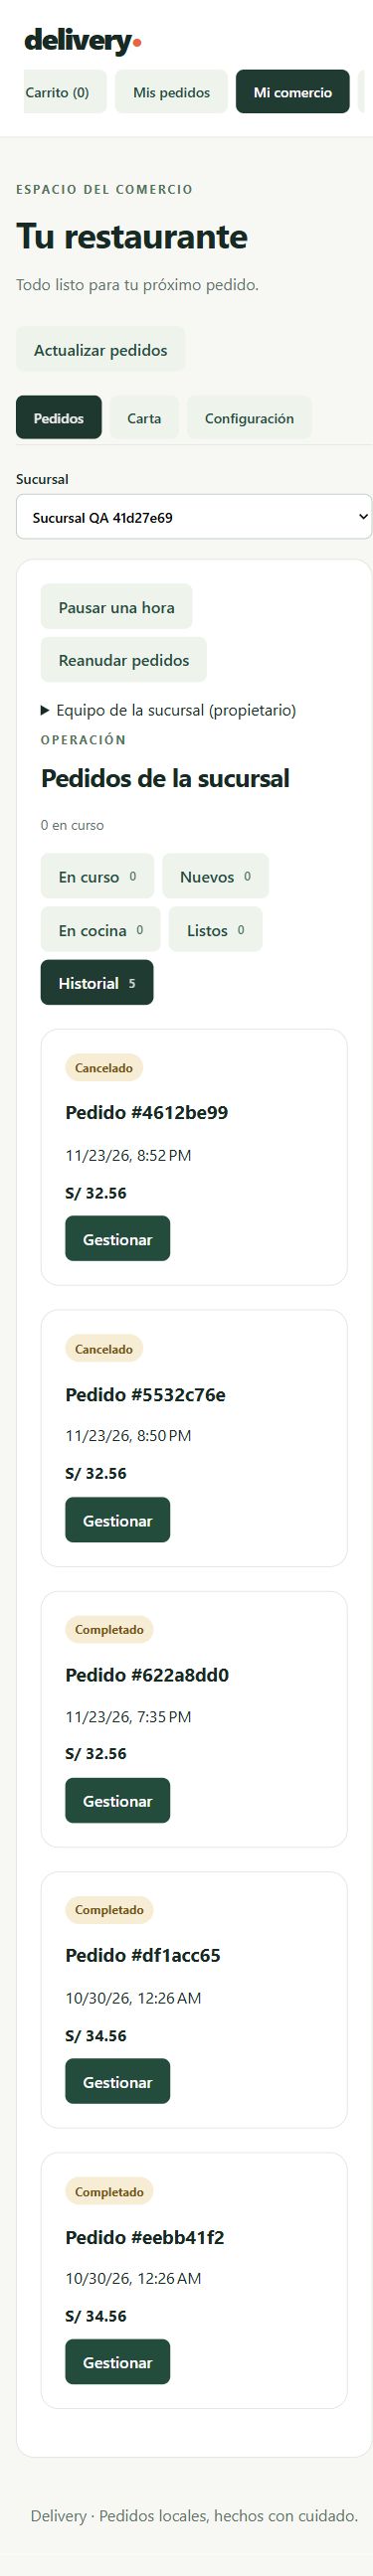 delivery
Carrito (0) Mis pedidos Mi comercio
ESPACIO DEL COMERCIO
Tu restaurante
Todo listo para tu próximo pedido.
Actualizar pedidos
Pedidos Carta Configuración
Sucursal
Sucursal QA 41d27e69
Pausar una hora
Reanudar pedidos
Equipo de la sucursal (propietario)
OPERACIÓN
Pedidos de la sucursal
0 en curso
En curso 0 Nuevos 0
En cocina 0 Listos 0
Historial 5
Cancelado
Pedido #4612be99
11/23/26, 8:52 PM
S/ 32.56
Gestionar
Cancelado
Pedido #5532c76e
11/23/26, 8:50 PM
S/ 32.56
Gestionar
Completado
Pedido #622a8dd0
11/23/26, 7:35 PM
S/ 32.56
Gestionar
Completado
Pedido #df1acc65
10/30/26, 12:26 AM
S/ 34.56
Gestionar
Completado
Pedido #eebb41f2
10/30/26, 12:26 AM
S/ 34.56
Gestionar
Delivery · Pedidos locales, hechos con cuidado.